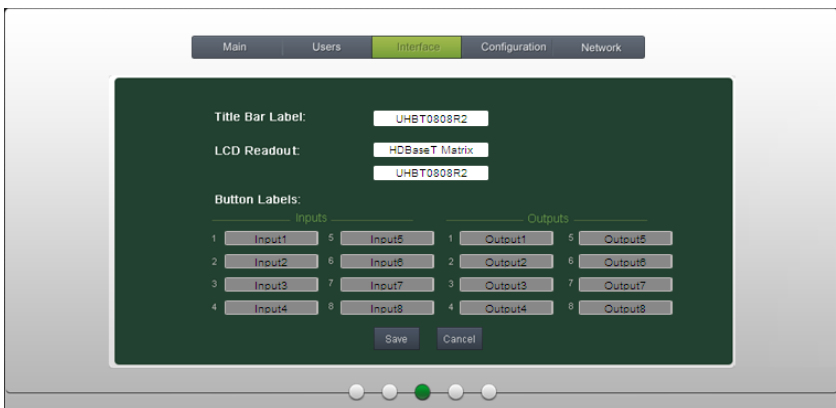 Main Users Interface Configuration Network
Title Bar Label: UHBT0808R2
LCD Readout: HDBaseT Matrix
UHBT0808R2
Button Labels:
Inputs Outputs
1 Input1 5 Input5 1 Output1 5 Output5
2 Input2 6 Input6 2 Output2 6 Output6
3 Input3 7 Input7 3 Output3 7 Output7
4 Input4 8 Input8 4 Output4 8 Output8
Save Cancel